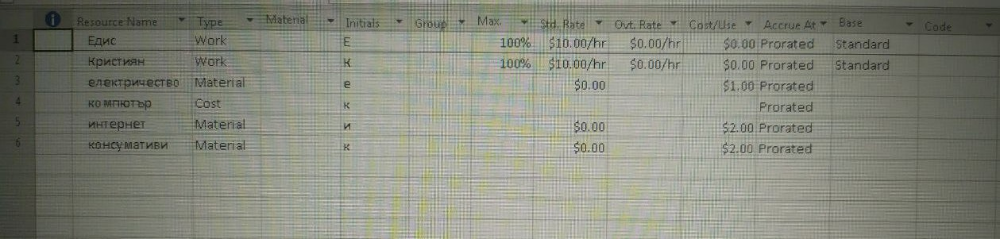 Resource Name Type Material Initials Group Max. Std. Rate Ovt. Rate Cost/Use Accrue At Base Code
1 Едис Work Е 100% $10.00/hr $0.00/hr $0.00 Prorated Standard
2 Кристиян Work К 100% $10.00/hr $0.00/hr $0.00 Prorated Standard
3 електричество Material е $0.00 $1.00 Prorated
4 компютър Cost к Prorated
5 интернет Material и $0.00 $2.00 Prorated
6 консумативи Material к $0.00 $2.00 Prorated